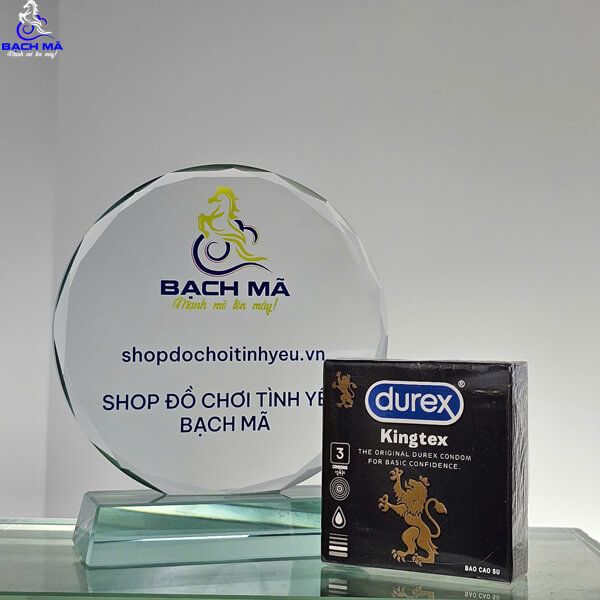 BẠCH MÃ
Mạnh mẽ lên mây!
BẠCH MÃ
Mạnh mẽ lên mây!
shopdochoitinhyeu.vn
SHOP ĐỒ CHƠI TÌNH YÊ
BẠCH MÃ
durex®
Kingtex
THE ORIGINAL DUREX CONDOM
FOR BASIC CONFIDENCE.
3
CONDOMS
BAO CAO SU